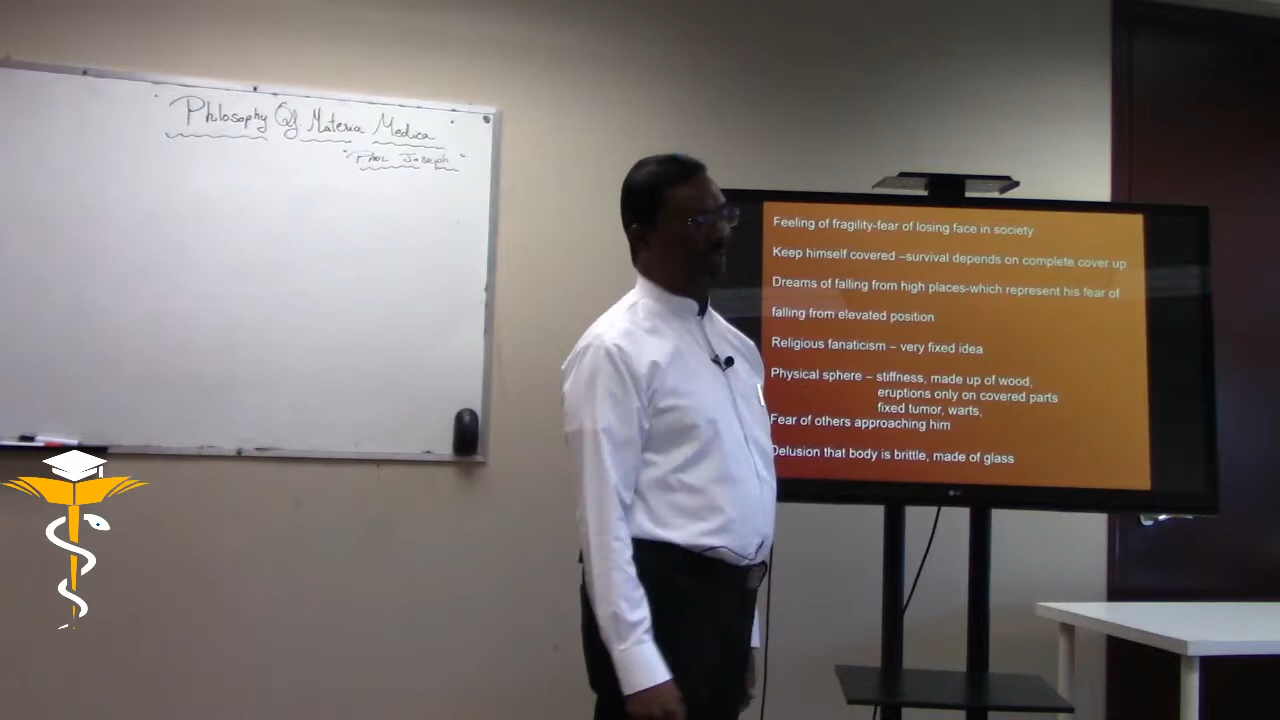 Philosophy Of Materia Medica
"Prof Joseph"
Feeling of fragility-fear of losing face in society
Keep himself covered –survival depends on complete cover up
Dreams of falling from high places-which represent his fear of
falling from elevated position
Religious fanaticism – very fixed idea
Physical sphere – stiffness, made up of wood,
eruptions only on covered parts
fixed tumor, warts,
Fear of others approaching him
Delusion that body is brittle, made of glass
LG